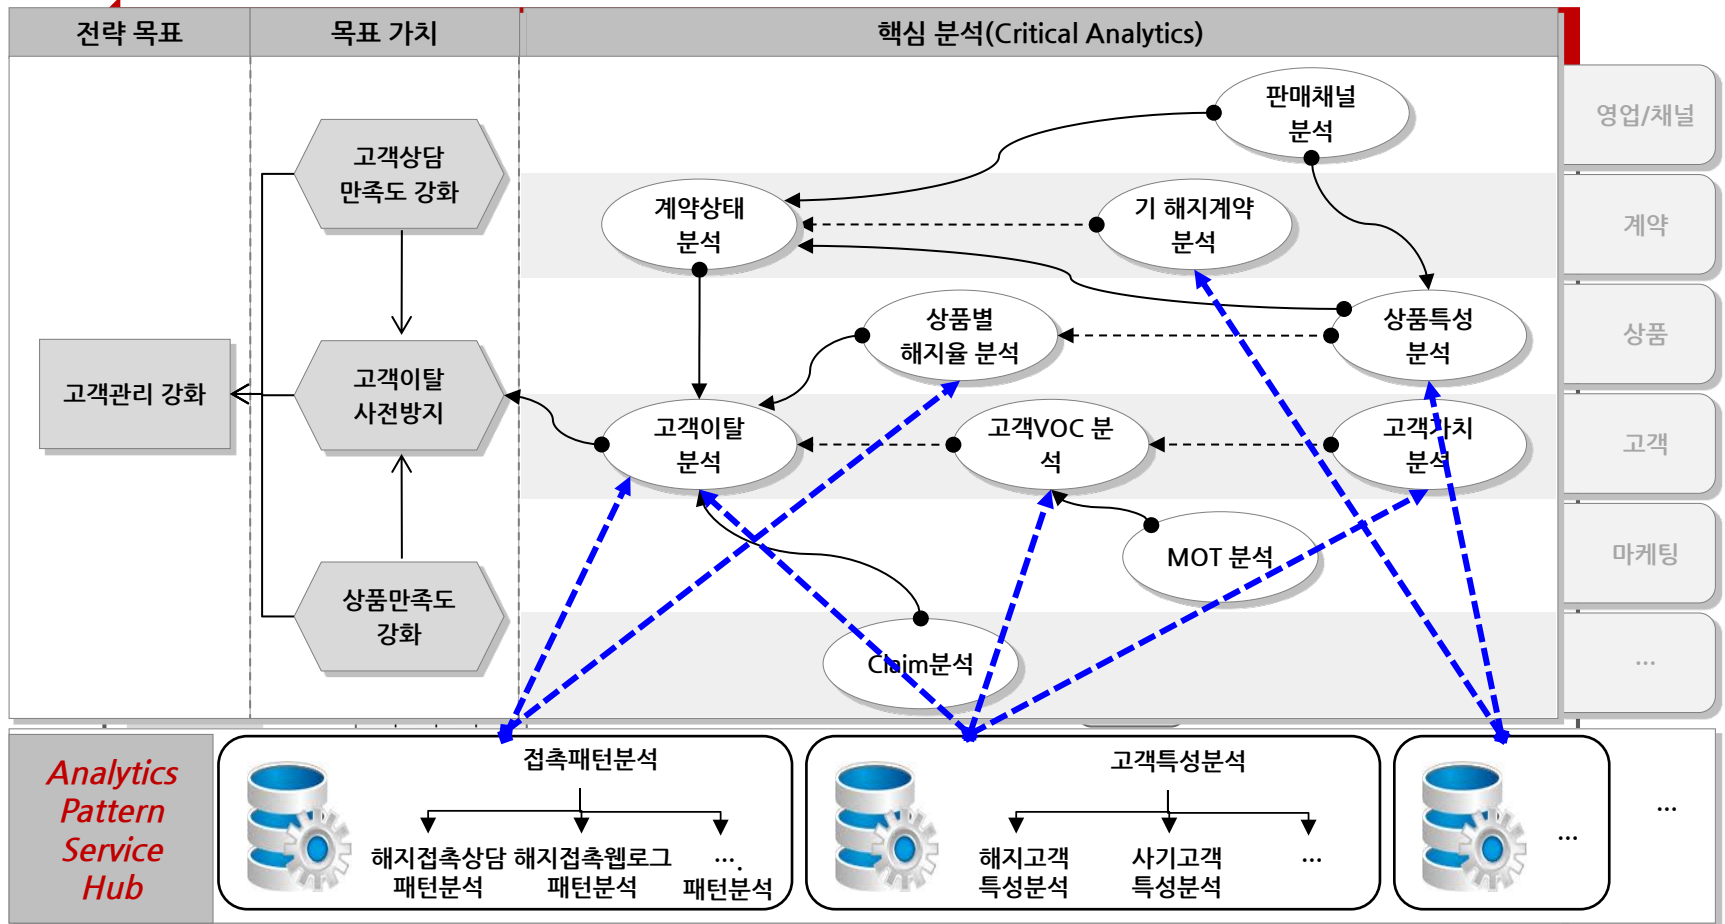 전략 목표
목표 가치
핵심 분석(Critical Analytics)
판매채널
분석
영업/채널
고객상담
만족도 강화
계약상태
분석
기 해지계약
분석
계약
상품별
해지율 분석
상품특성
분석
상품
고객관리 강화
고객이탈
사전방지
고객이탈
분석
고객VOC 분
석
고객가치
분석
고객
MOT 분석
마케팅
상품만족도
강화
Claim분석
...
Analytics
Pattern
Service
Hub
접촉패턴분석
해지접촉상담
패턴분석
해지접촉웹로그
패턴분석
....
패턴분석
고객특성분석
해지고객
특성분석
사기고객
특성분석
...
...
...